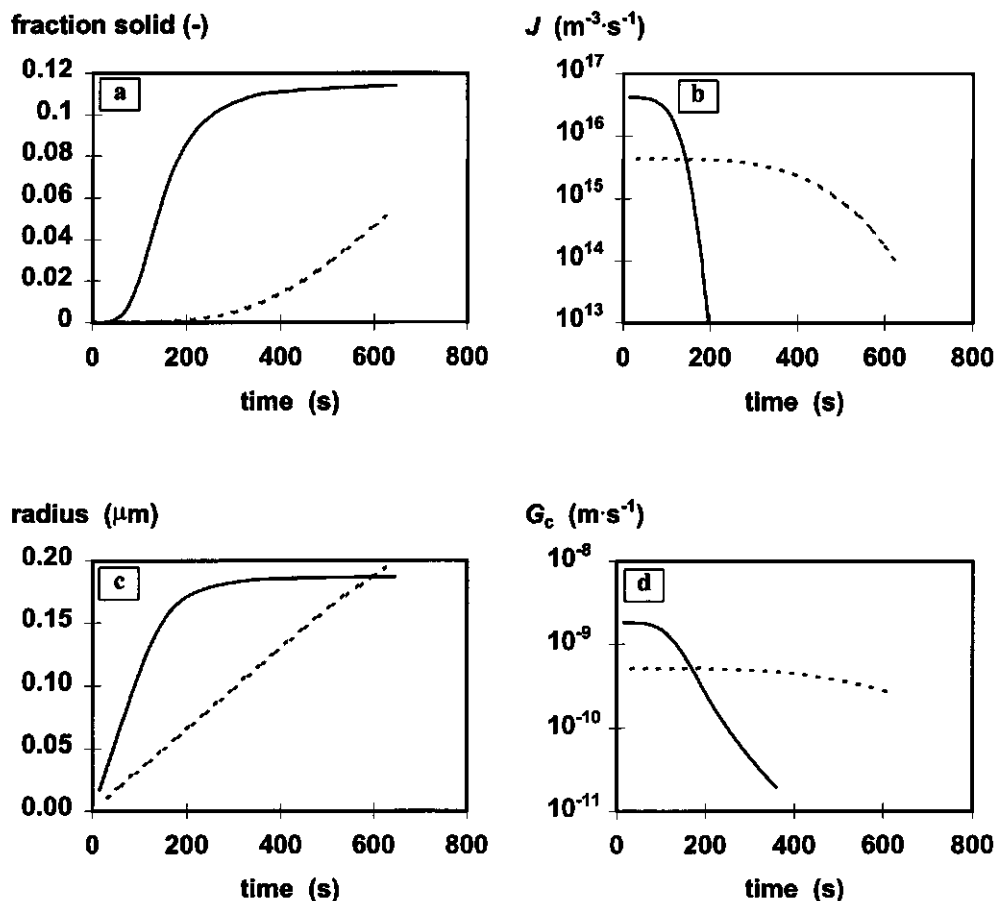 fraction solid (-)
0.12
0.1
0.08
0.06
0.04
0.02
0
a
0 200 400 600 800
time (s)
J (m⁻³·s⁻¹)
10¹⁷
10¹⁶
10¹⁵
10¹⁴
10¹³
b
0 200 400 600 800
time (s)
radius (μm)
0.20
0.15
0.10
0.05
0.00
c
0 200 400 600 800
time (s)
G_c (m·s⁻¹)
10⁻⁸
10⁻⁹
10⁻¹⁰
10⁻¹¹
d
0 200 400 600 800
time (s)